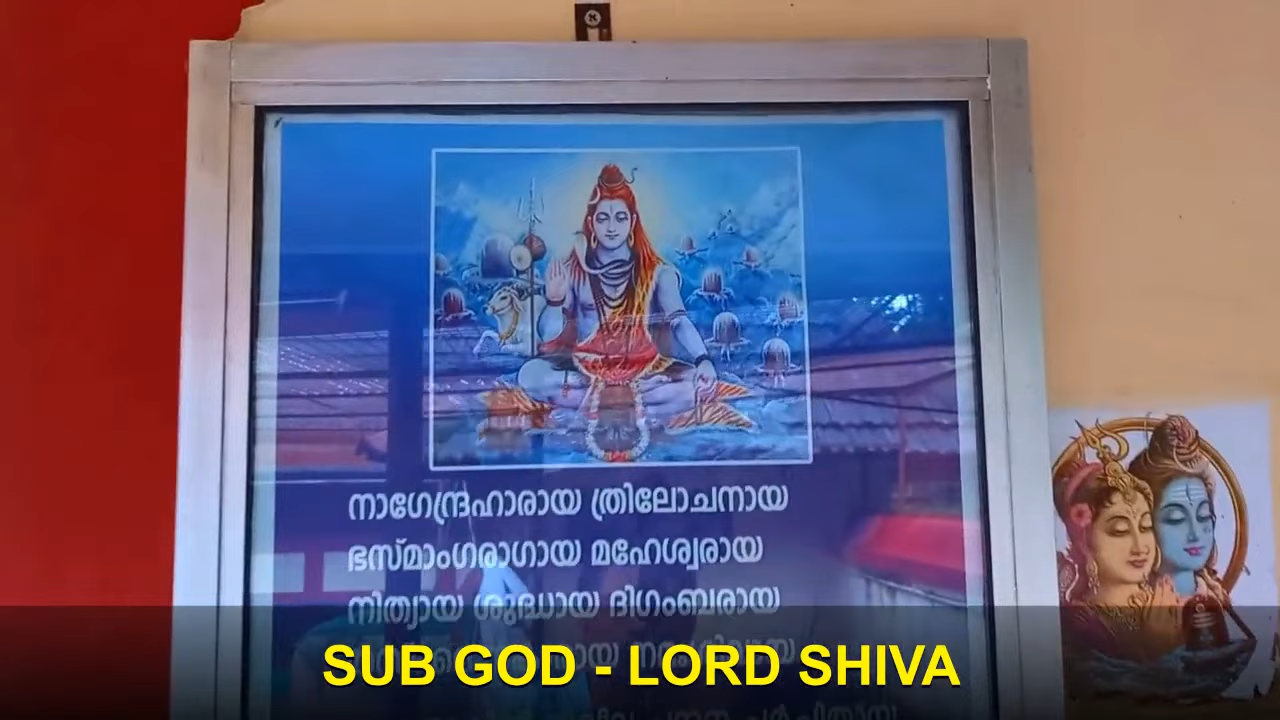 നാഗേന്ദ്രഹാരായ ത്രിലോചനായ
ഭസ്മാംഗരാഗായ മഹേശ്വരായ
നിത്യായ ശുദ്ധായ ദിഗംബരായ
SUB GOD - LORD SHIVA